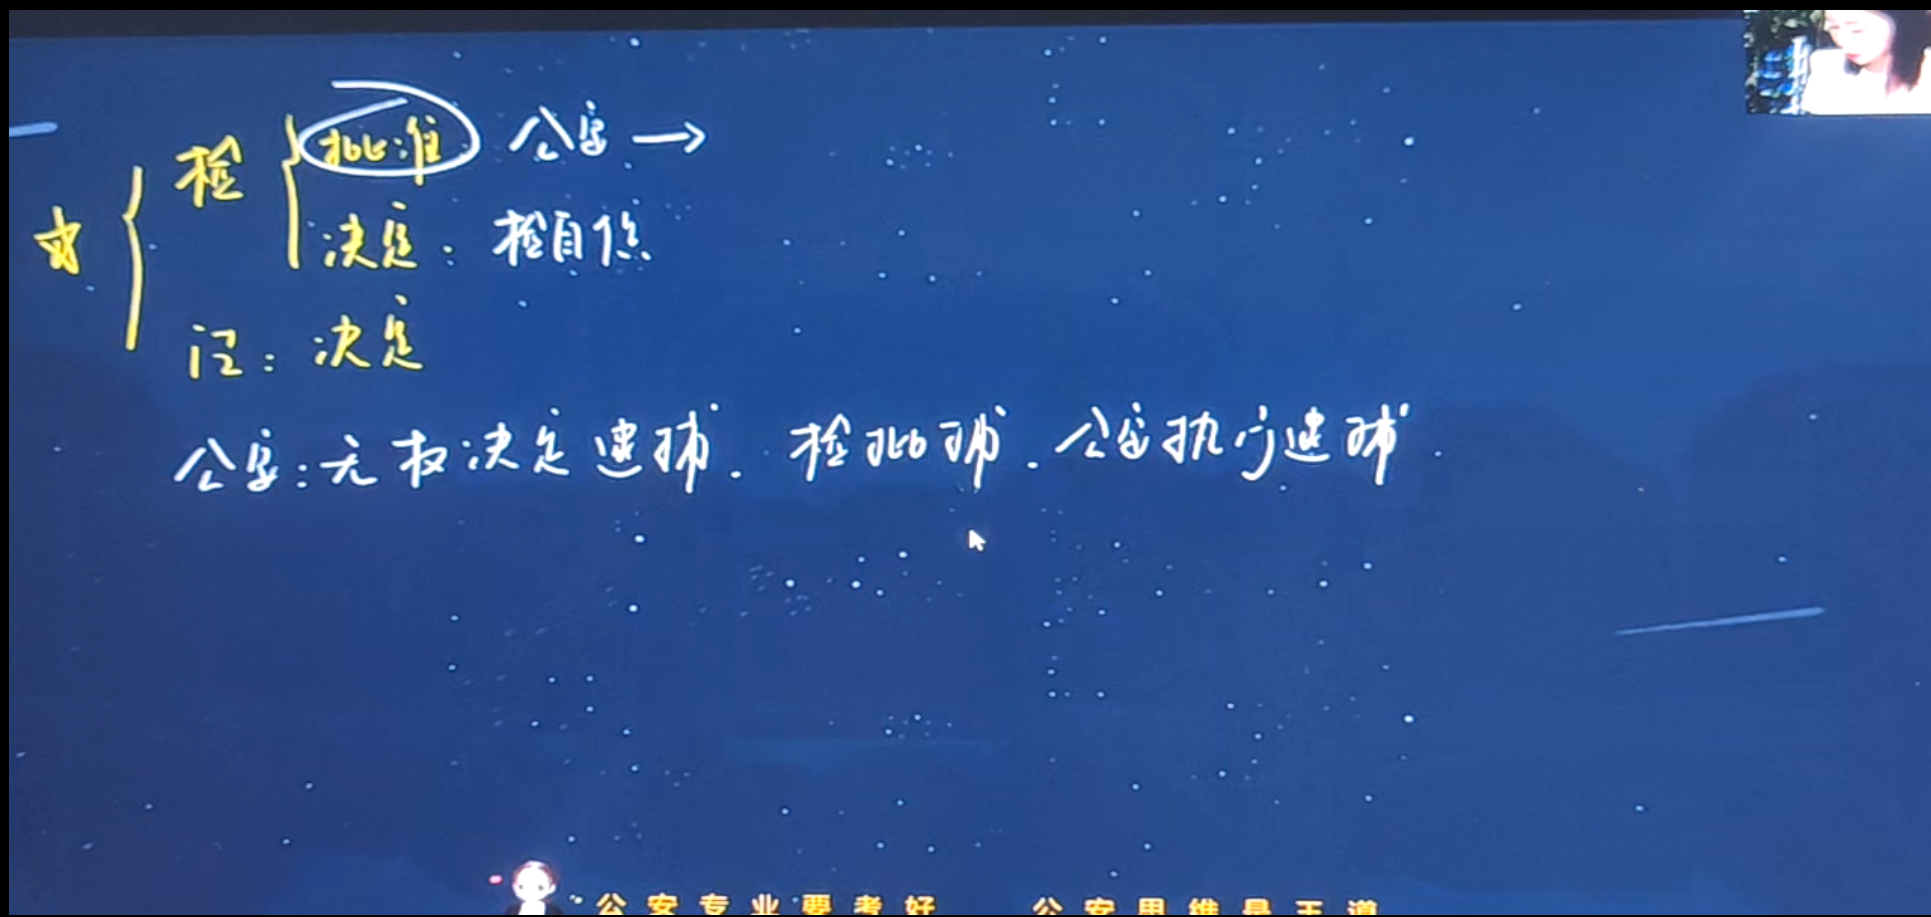 检 批准 公安 →
决定：检自侦
法：决定
公安：无权决定逮捕．检批捕．公安执行逮捕．
公安专业要考好 公安思维是王道